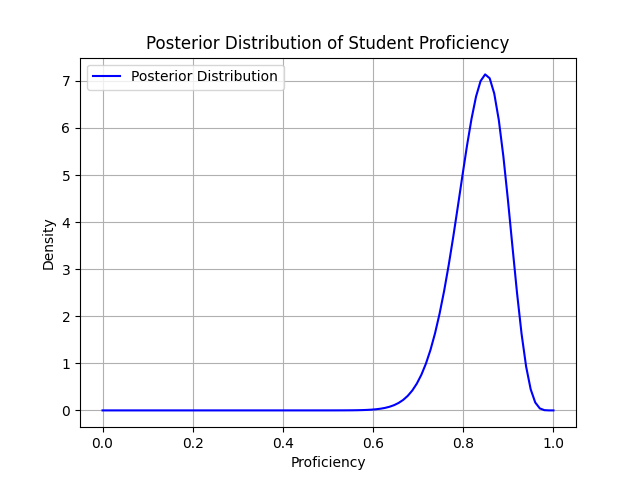 Posterior Distribution of Student Proficiency
Posterior Distribution
Density
7
6
5
4
3
2
1
0
0.0 0.2 0.4 0.6 0.8 1.0
Proficiency